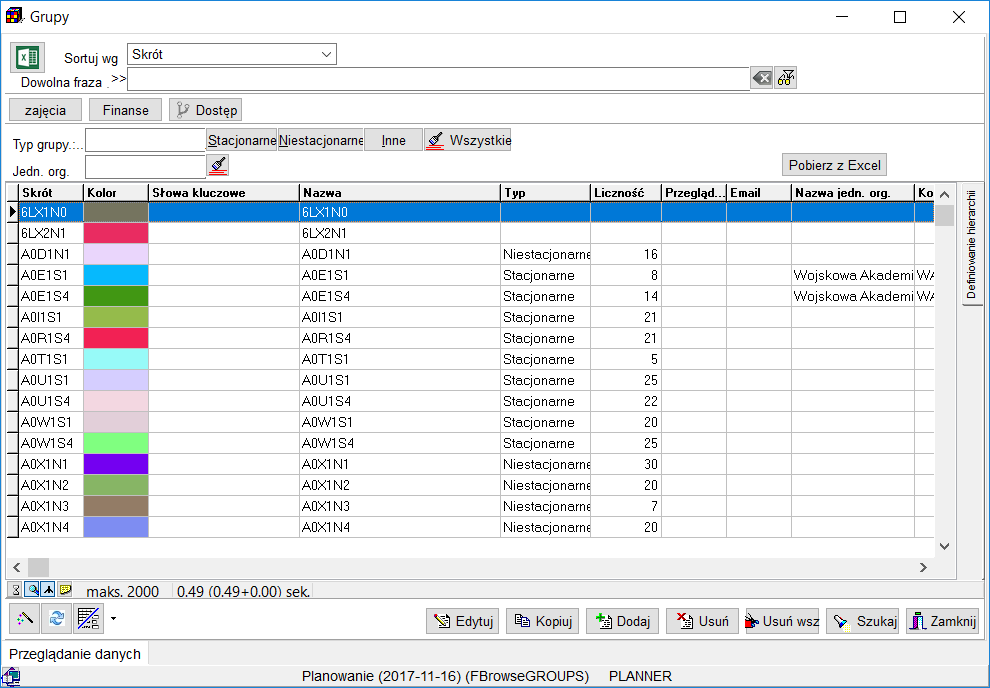 Grupy
Sortuj wg Skrót
Dowolna fraza . >>
zajęcia Finanse Dostęp
Typ grupy.:.. Stacjonarne Niestacjonarne Inne Wszystkie
Jedn. org. Pobierz z Excel
Skrót Kolor Słowa kluczowe Nazwa Typ Liczność Przegląd... Email Nazwa jedn. org. Ko
6LX1N0 6LX1N0
6LX2N1 6LX2N1
A0D1N1 A0D1N1 Niestacjonarne 16
A0E1S1 A0E1S1 Stacjonarne 8 Wojskowa Akademi WA
A0E1S4 A0E1S4 Stacjonarne 14 Wojskowa Akademi WA
A0I1S1 A0I1S1 Stacjonarne 21
A0R1S4 A0R1S4 Stacjonarne 21
A0T1S1 A0T1S1 Stacjonarne 5
A0U1S1 A0U1S1 Stacjonarne 25
A0U1S4 A0U1S4 Stacjonarne 22
A0W1S1 A0W1S1 Stacjonarne 20
A0W1S4 A0W1S4 Stacjonarne 25
A0X1N1 A0X1N1 Niestacjonarne 30
A0X1N2 A0X1N2 Niestacjonarne 20
A0X1N3 A0X1N3 Niestacjonarne 7
A0X1N4 A0X1N4 Niestacjonarne 20
Definiowanie hierarchii
maks. 2000 0.49 (0.49+0.00) sek.
Edytuj Kopiuj Dodaj Usuń Usuń wsz Szukaj Zamknij
Przeglądanie danych
Planowanie (2017-11-16) (FBrowseGROUPS) PLANNER